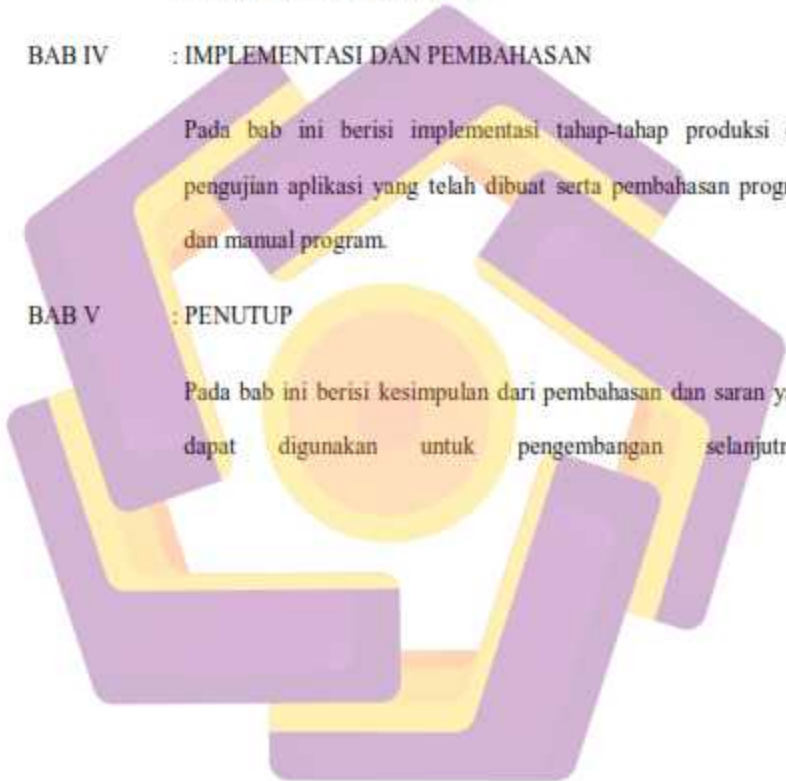 BAB IV : IMPLEMENTASI DAN PEMBAHASAN
Pada bab ini berisi implementasi tahap-tahap produksi
pengujian aplikasi yang telah dibuat serta pembahasan progr
dan manual program.
BAB V : PENUTUP
Pada bab ini berisi kesimpulan dari pembahasan dan saran y
dapat digunakan untuk pengembangan selanjutn